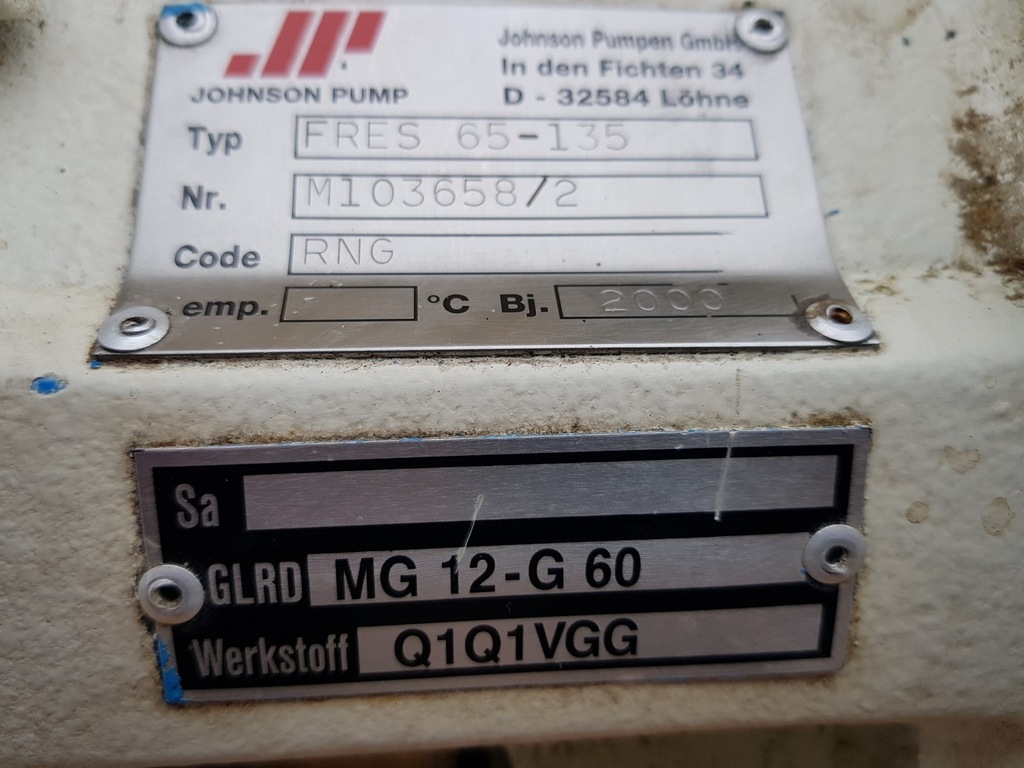 JOHNSON PUMP
Johnson Pumpen GmbH
In den Fichten 34
D - 32584 Löhne
Typ FRES 65-135
Nr. M103658/2
Code RNG
emp. °C Bj. 2000
Sa
GLRD MG 12-G 60
Werkstoff Q1Q1VGG